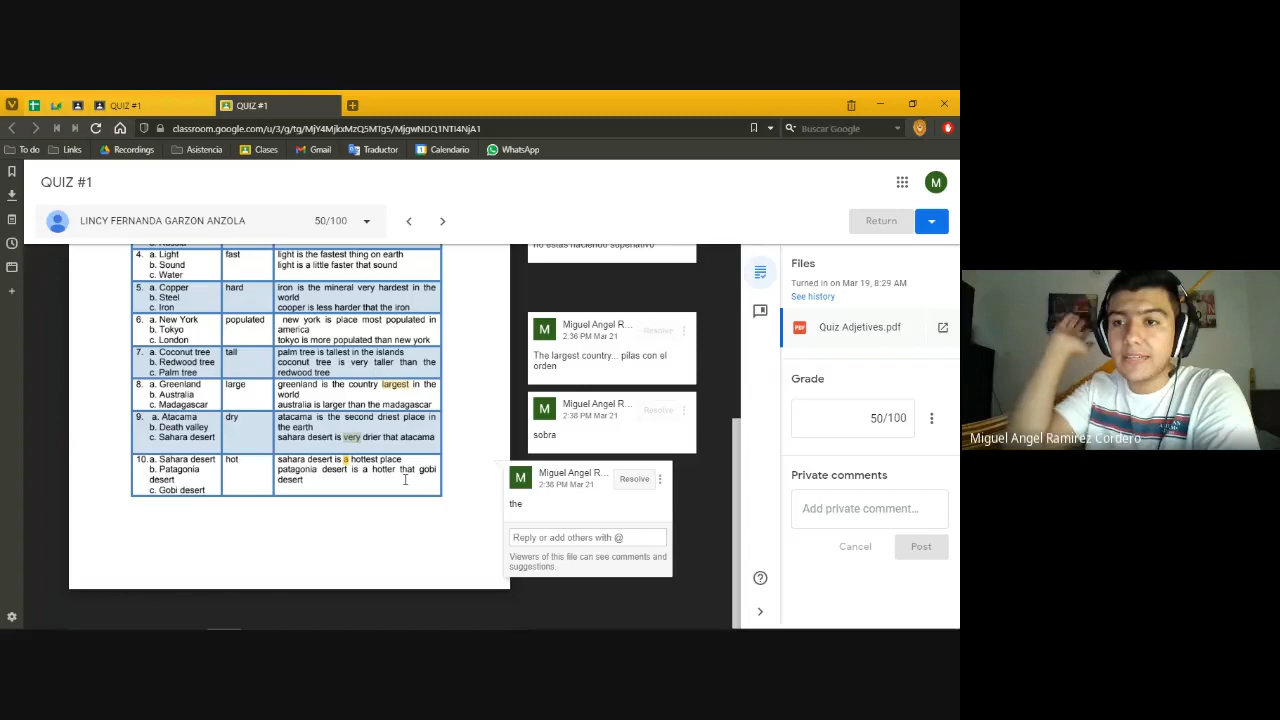 QUIZ #1
QUIZ #1
classroom.google.com/u/3/g/tg/MjY4MjkxMzQ5MTg5/MjgwNDQ1NTI4NjA1
Buscar Google
To do
Links
Recordings
Asistencia
Clases
Gmail
Traductor
Calendario
WhatsApp
QUIZ #1
M
LINCY FERNANDA GARZON ANZOLA
50/100
Return
4. a. Light
b. Sound
c. Water
fast
light is the fastest thing on earth
light is a little faster that sound
5. a. Copper
b. Steel
c. Iron
hard
iron is the mineral very hardest in the
world
cooper is less harder that the iron
6. a. New York
b. Tokyo
c. London
populated
new york is place most populated in
america
tokyo is more populated than new york
7. a. Coconut tree
b. Redwood tree
c. Palm tree
tall
palm tree is tallest in the islands
coconut tree is very taller than the
redwood tree
8. a. Greenland
b. Australia
c. Madagascar
large
greenland is the country largest in the
world
australia is larger than the madagascar
9. a. Atacama
b. Death valley
c. Sahara desert
dry
atacama is the second driest place in
the earth
sahara desert is very drier that atacama
10. a. Sahara desert
b. Patagonia
desert
c. Gobi desert
hot
sahara desert is a hottest place
patagonia desert is a hotter that gobi
desert
no estas haciendo superlativo
M
Miguel Angel R...
2:36 PM Mar 21
Resolve
The largest country... pilas con el
orden
M
Miguel Angel R...
2:36 PM Mar 21
Resolve
sobra
M
Miguel Angel R...
2:36 PM Mar 21
Resolve
the
Reply or add others with @
Viewers of this file can see comments and
suggestions.
Files
Turned in on Mar 19, 8:29 AM
See history
PDF
Quiz Adjetives.pdf
Grade
50/100
Private comments
Add private comment...
Cancel
Post
Miguel Angel Ramirez Cordero